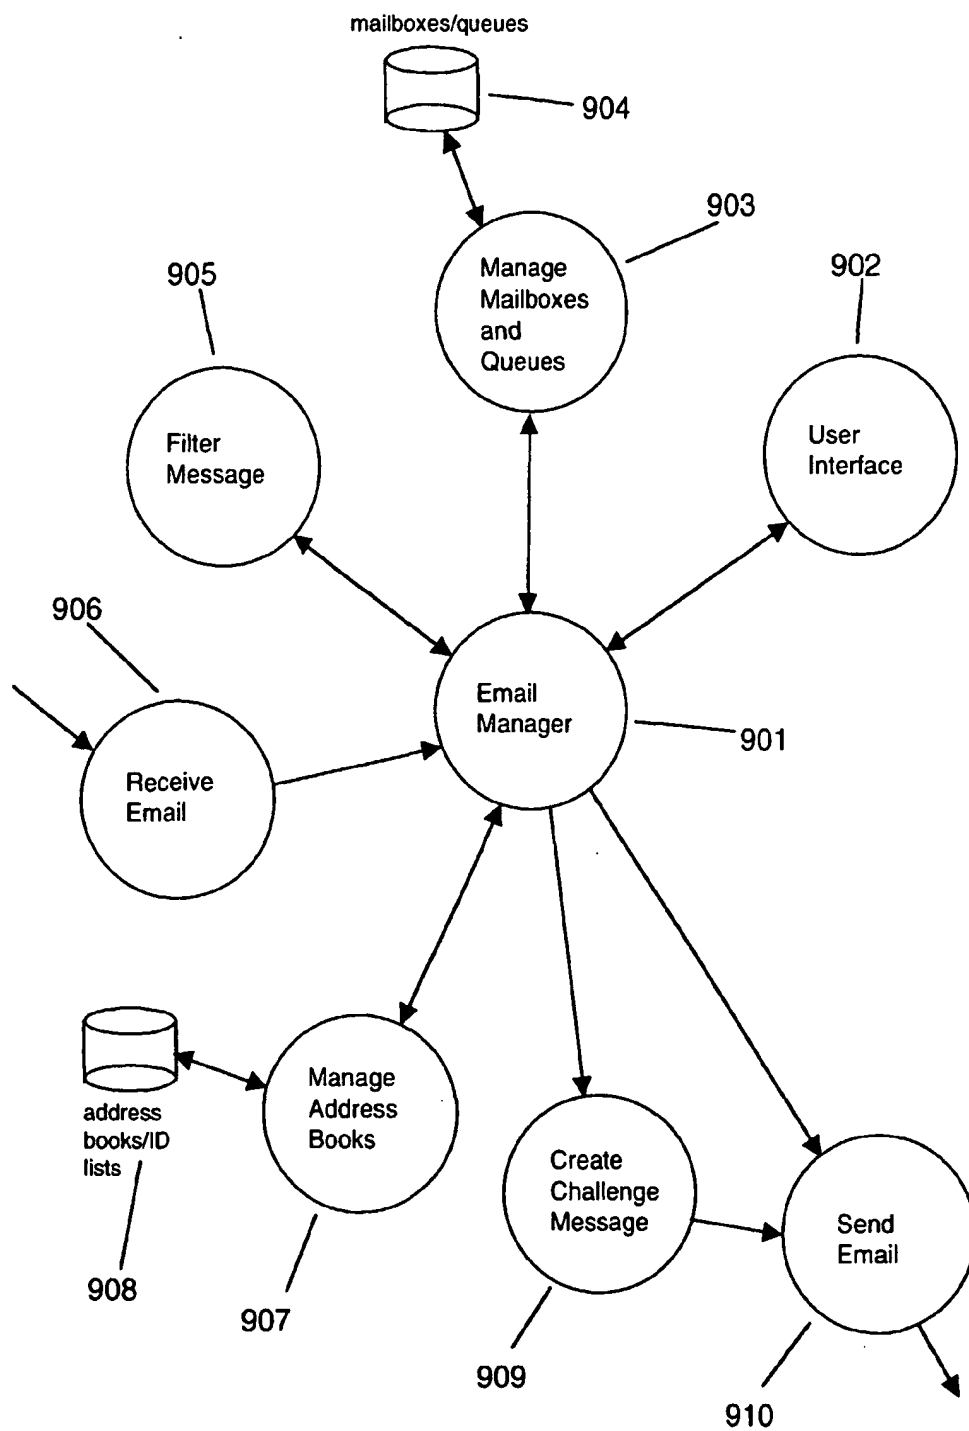 mailboxes/queues
904
903
Manage
Mailboxes
and
Queues
902
905
User
Interface
Filter
Message
906
Email
Manager
901
Receive
Email
Manage
Address
Books
address
books/ID
lists
908
907
Create
Challenge
Message
Send
Email
909
910